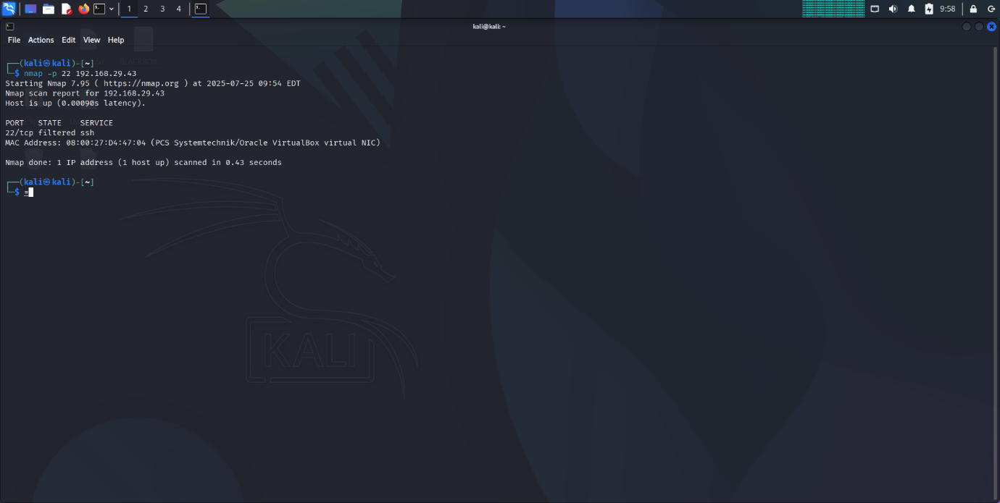 1 2 3 4 9:58
kali@kali: ~
File Actions Edit View Help
┌──(kali㉿kali)-[~]
└─$ nmap -p 22 192.168.29.43
Starting Nmap 7.95 ( https://nmap.org ) at 2025-07-25 09:54 EDT
Nmap scan report for 192.168.29.43
Host is up (0.00090s latency).
PORT   STATE    SERVICE
22/tcp filtered ssh
MAC Address: 08:00:27:D4:47:04 (PCS Systemtechnik/Oracle VirtualBox virtual NIC)
Nmap done: 1 IP address (1 host up) scanned in 0.43 seconds
┌──(kali㉿kali)-[~]
└─$ =
KALI